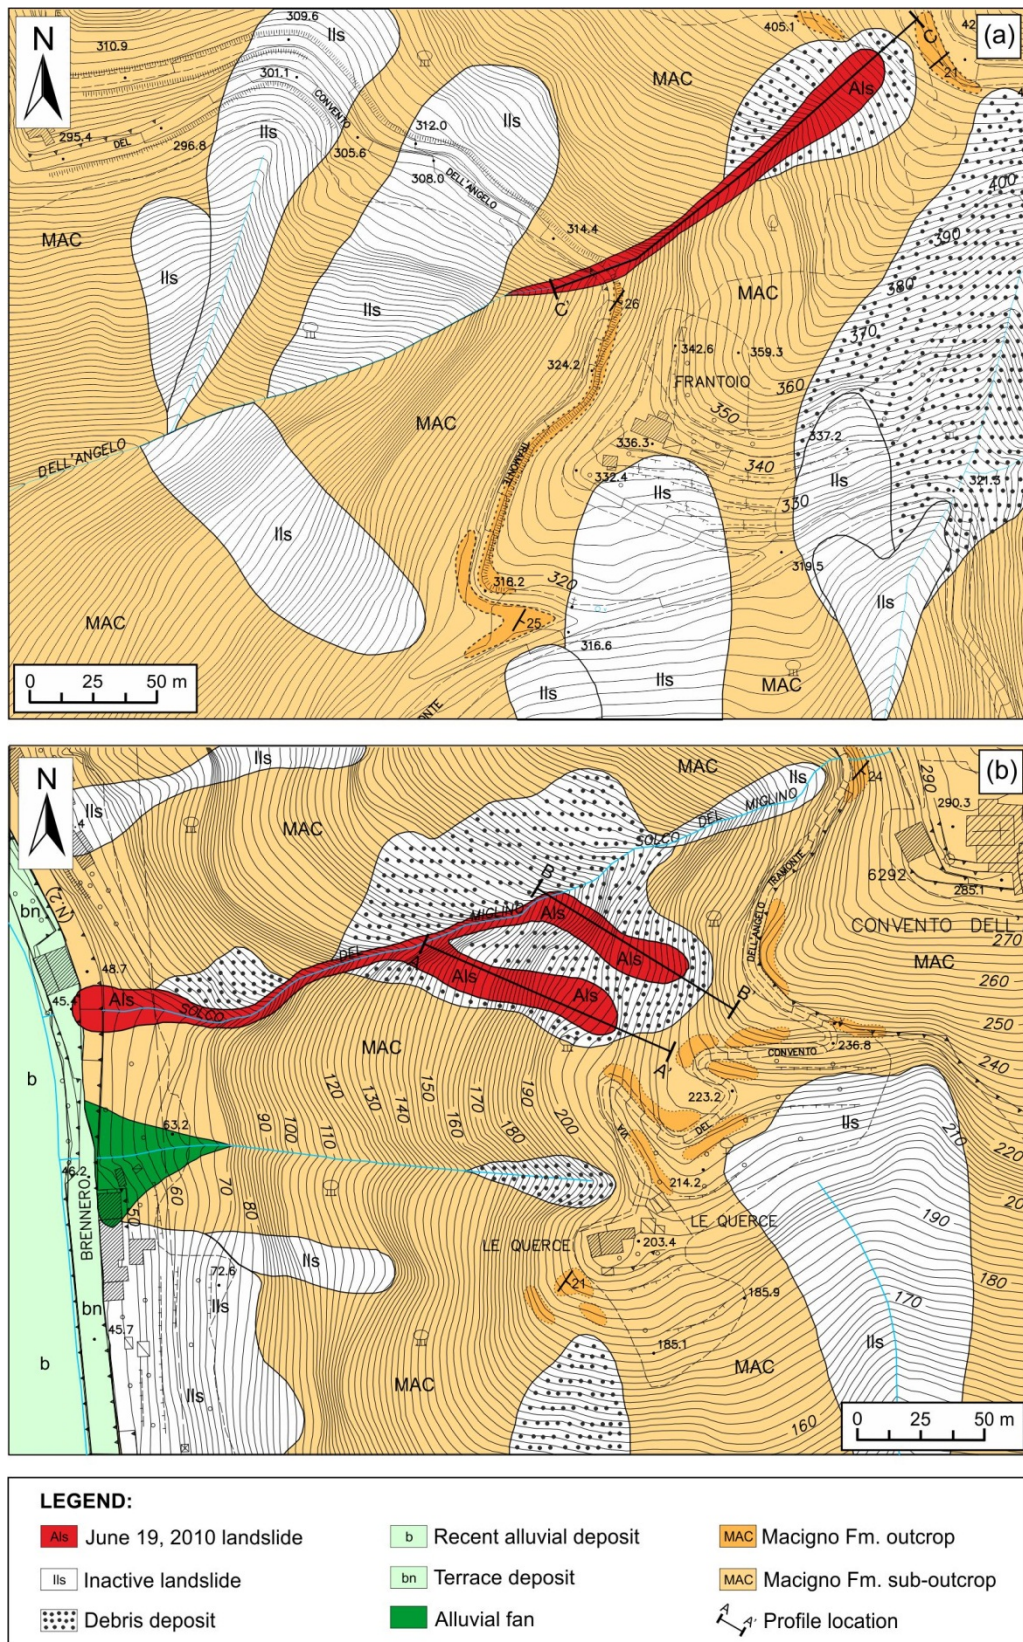 N
(a)
309.6
310.9
301.1
Ils
CONVENTO
DEL
295.4
296.8
Ils
305.6
312.0
308.0
Ils
DELL'ANGELO
314.4
405.1
MAC
Als
C'
42
21
MAC
Ils
Ils
C
26
MAC
400
390
380
370
360
350
340
330
320
342.6
359.3
FRANTOIO
324.2
336.3
332.4
337.2
321.5
DELL'ANGELO
MAC
TRAMONTE
Ils
Ils
Ils
318.2
319.5
Ils
MAC
25
316.6
Ils
Ils
MAC
MONTE
0 25 50 m
N
(b)
Ils
Ils
MAC
MAC
Ils
SOLCO DEL MIGLINO
24
290
290.3
6292
285.1
TRAMONTE
DELL'ANGELO
CONVENTO DELL
270
MAC
260
250
240
bn
48.7
45.4
Als
SOLCO
DEL
MIGLINO
B
Als
A
Als
Als
B'
A'
CONVENTO
236.8
223.2
b
MAC
63.2
46.2
BRENNERO
60
70
80
90
100
110
120
130
140
150
160
170
180
190
200
VIA
DEL
Ils
210
220
214.2
LE QUERCE
LE QUERCE
203.4
190
180
170
50
72.6
Ils
Ils
21
185.9
185.1
bn
45.7
b
Ils
MAC
MAC
160
0 25 50 m
LEGEND:
Als June 19, 2010 landslide
Ils Inactive landslide
Debris deposit
b Recent alluvial deposit
bn Terrace deposit
Alluvial fan
MAC Macigno Fm. outcrop
MAC Macigno Fm. sub-outcrop
A A' Profile location